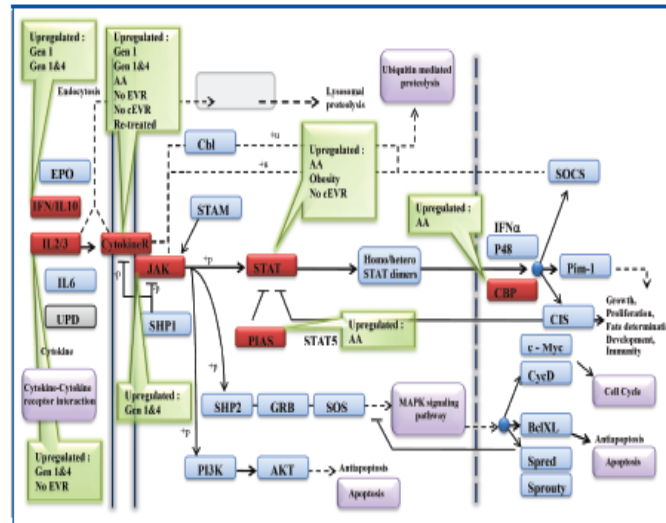 Upregulated :
Gen 1
Gen 1&4
Upregulated :
Gen 1
Gen 1&4
AA
No EVR
No cEVR
Re-treated
Endocytosis
Lysosomal
proteolysis
Ubiquitin mediated
proteolysis
+u
Cbl
+u
Upregulated :
AA
Obesity
No cEVR
SOCS
EPO
IFN/IL10
STAM
Upregulated :
AA
IFNα
P48
IL2/3
CytokineR
JAK
+p
STAT
Homo/hetero
STAT dimers
Pim-1
CBP
IL6
-p
-p
UPD
SHP1
PIAS
STAT5
Upregulated :
AA
CIS
Growth,
Proliferation,
Fate determinati
Development,
Immunity
Cytokine
Cytokine-Cytokine
receptor interaction
Upregulated :
Gen 1&4
+p
c - Myc
CycD
Cell Cycle
SHP2
GRB
SOS
MAPK signaling
pathway
BclXL
Antiapoptosis
Apoptosis
+p
Upregulated :
Gen 1&4
No EVR
PI3K
AKT
Antiapoptosis
Apoptosis
Spred
Sprouty